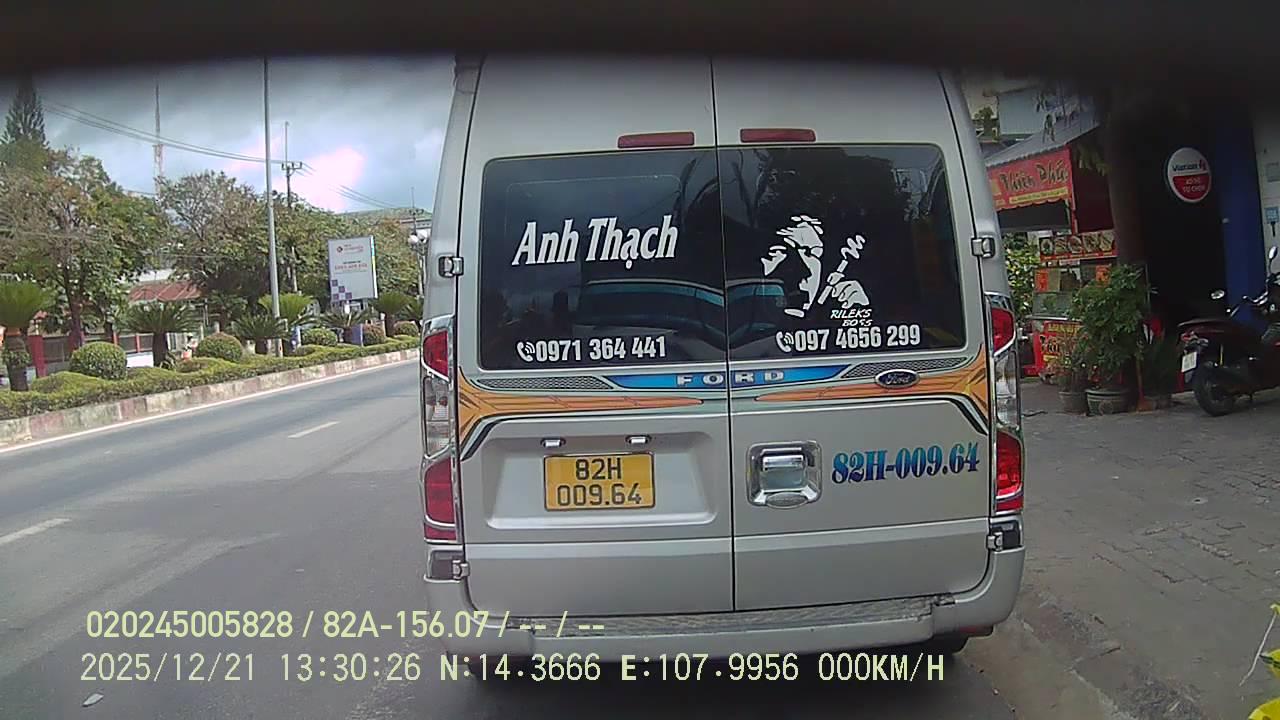 Anh Thạch
RILEKS
BOSS
0971 364 441
097 4656 299
FORD
Ford
82H
009.64
82H-009.64
Thiên Phúc
020245005828 / 82A-156.07 / -- / --
2025/12/21 13:30:26 N:14.3666 E:107.9956 000KM/H